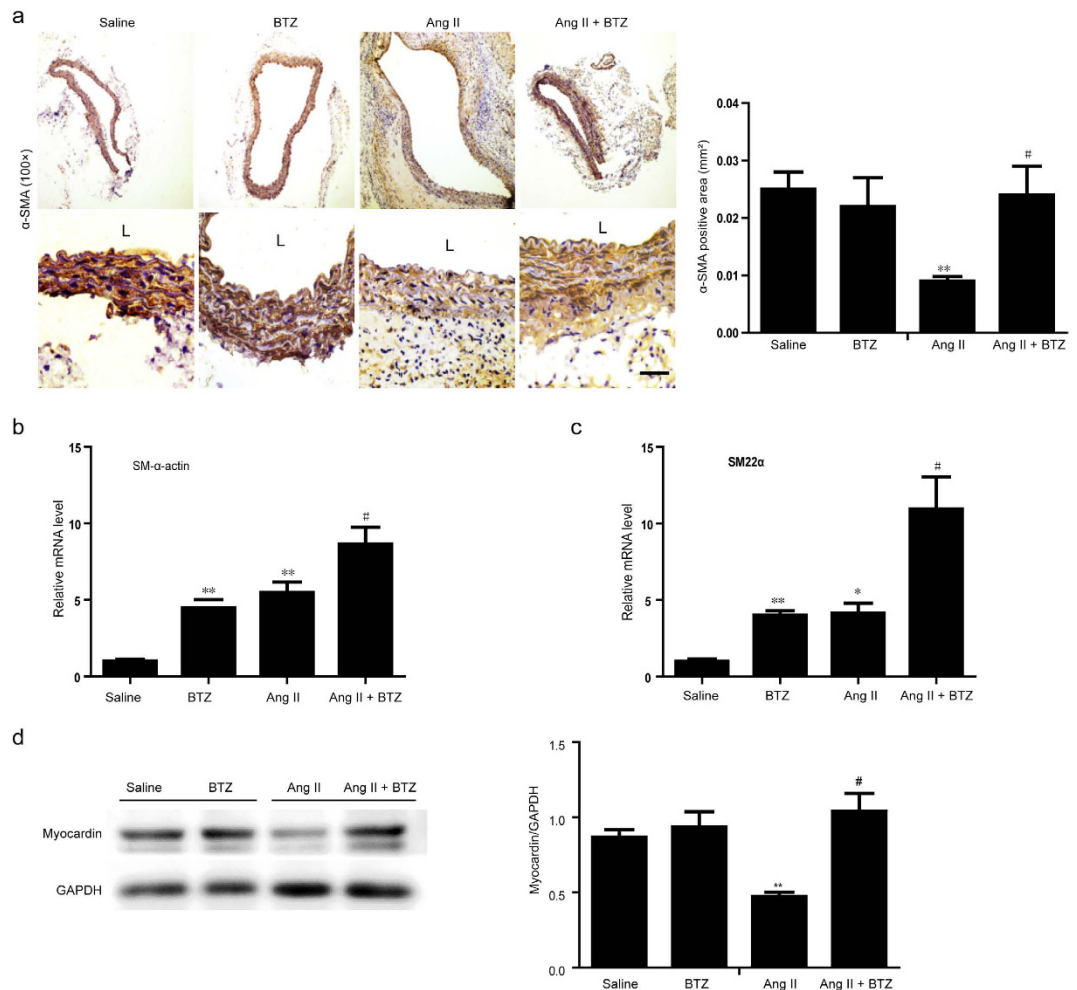 a
Saline
BTZ
Ang II
Ang II + BTZ
α-SMA (100×)
L
L
L
L
α-SMA positive area (mm²)
0.04
0.03
0.02
0.01
0.00
**
#
Saline
BTZ
Ang II
Ang II + BTZ
b
SM-α-actin
Relative mRNA level
15
10
5
0
**
**
#
Saline
BTZ
Ang II
Ang II + BTZ
c
SM22α
Relative mRNA level
15
10
5
0
**
*
#
Saline
BTZ
Ang II
Ang II + BTZ
d
Saline
BTZ
Ang II
Ang II + BTZ
Myocardin
GAPDH
Myocardin/GAPDH
1.5
1.0
0.5
0.0
**
#
Saline
BTZ
Ang II
Ang II + BTZ